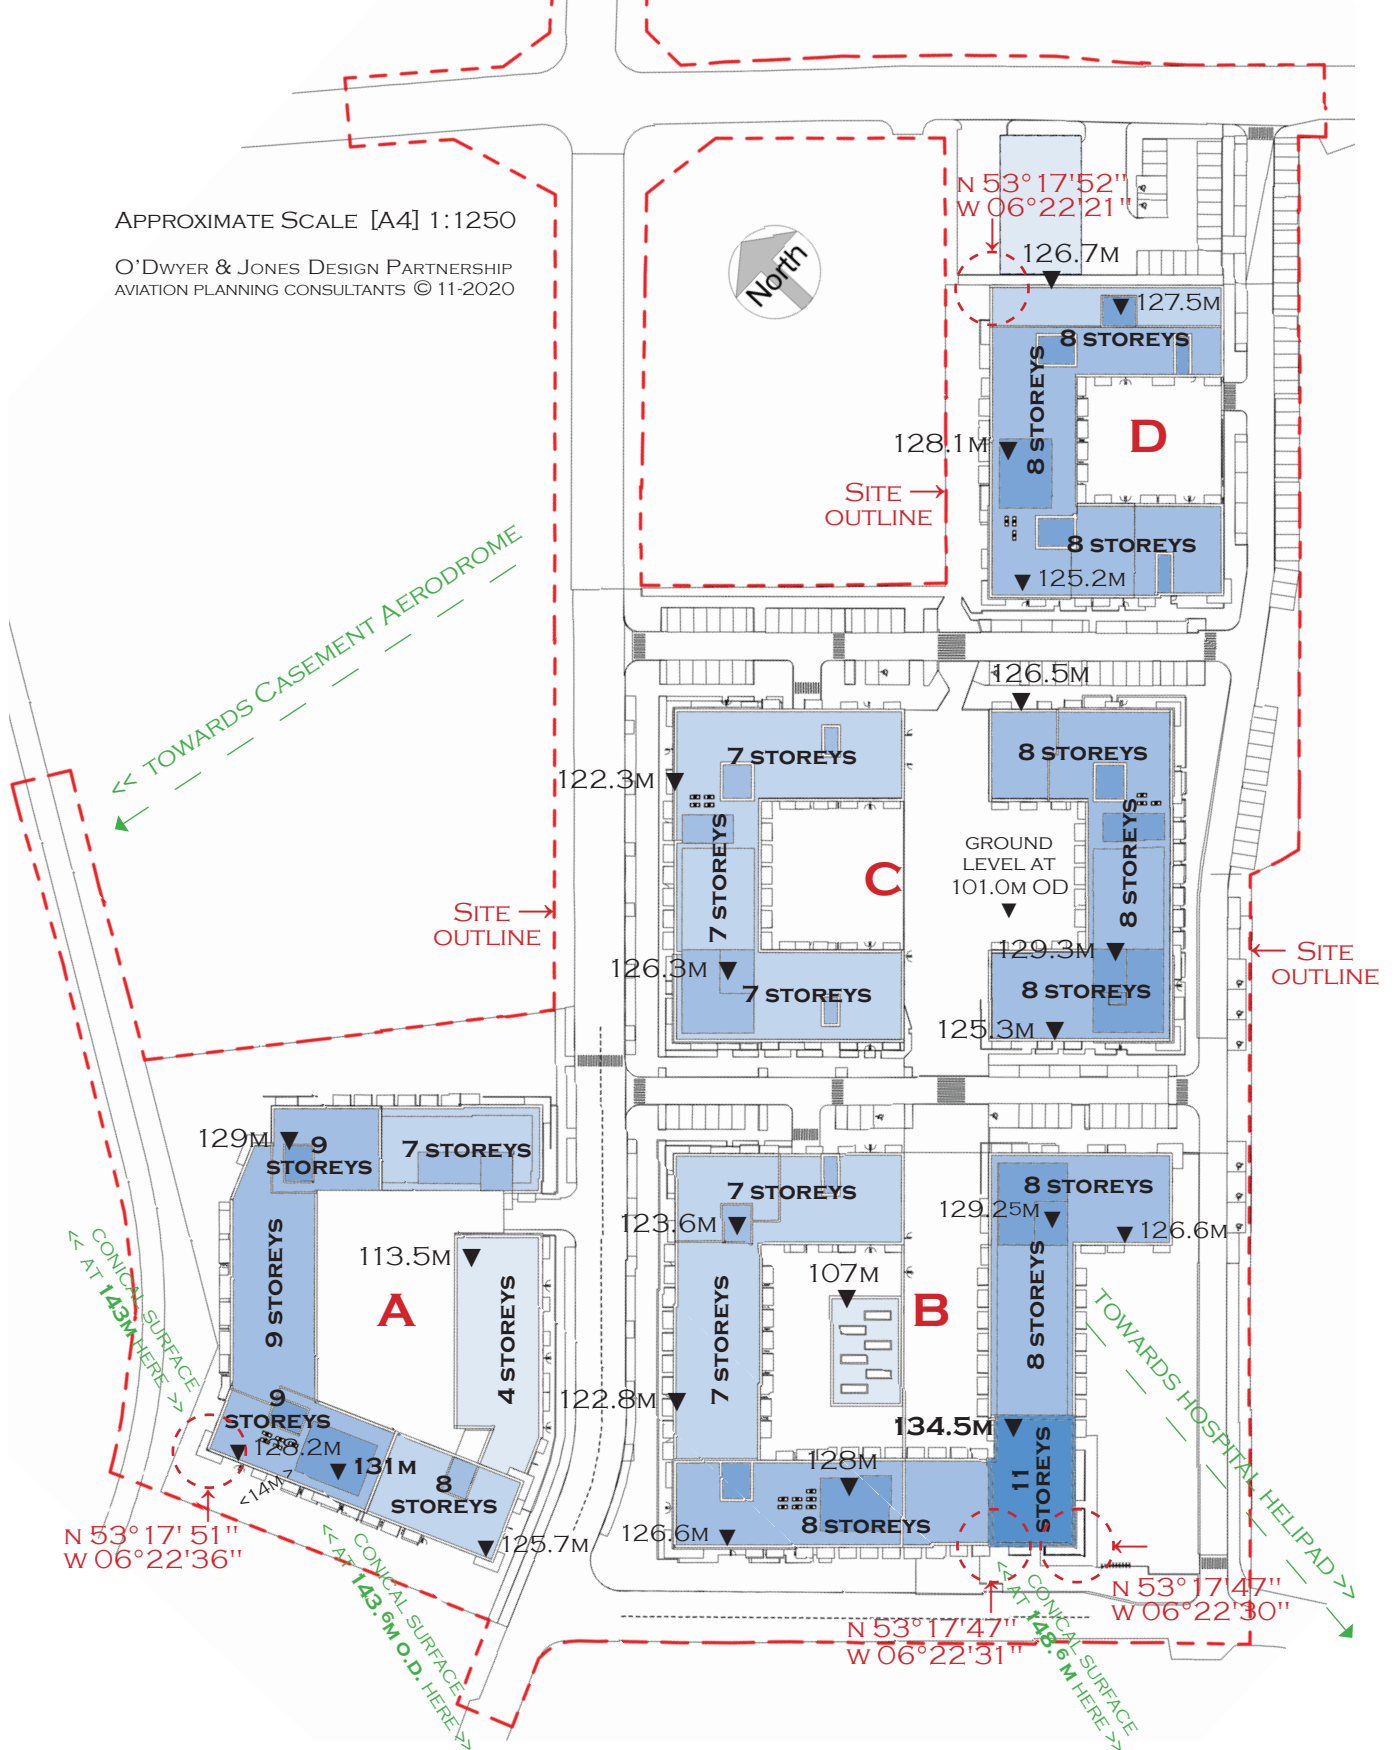 N 53° 17'52''
W 06°22'21''
APPROXIMATE SCALE [A4] 1:1250
O'DWYER & JONES DESIGN PARTNERSHIP
AVIATION PLANNING CONSULTANTS © 11-2020
North
126.7M
127.5M
8 STOREYS
8 STOREYS
128.1M
D
SITE
OUTLINE
8 STOREYS
125.2M
<< TOWARDS CASEMENT AERODROME
126.5M
7 STOREYS
8 STOREYS
122.3M
7 STOREYS
8 STOREYS
C
GROUND
LEVEL AT
101.0M OD
SITE
OUTLINE
SITE
OUTLINE
129.3M
126.3M
7 STOREYS
8 STOREYS
125.3M
129M
9
STOREYS
7 STOREYS
7 STOREYS
8 STOREYS
123.6M
129.25M
126.6M
9 STOREYS
113.5M
A
4 STOREYS
107M
B
7 STOREYS
8 STOREYS
CONICAL SURFACE
<< AT 143M HERE >>
TOWARDS HOSPITAL HELIPAD >>
9
STOREYS
128.2M
131M
122.8M
134.5M
11
STOREYS
128M
8
STOREYS
8 STOREYS
126.6M
125.7M
N 53° 17' 51''
W 06°22'36''
CONICAL SURFACE
<< AT 143.6M O.D. HERE >>
N 53° 17'47''
W 06°22'30''
N 53° 17'47''
W 06°22'31''
CONICAL SURFACE
<< AT 148.6 M HERE >>